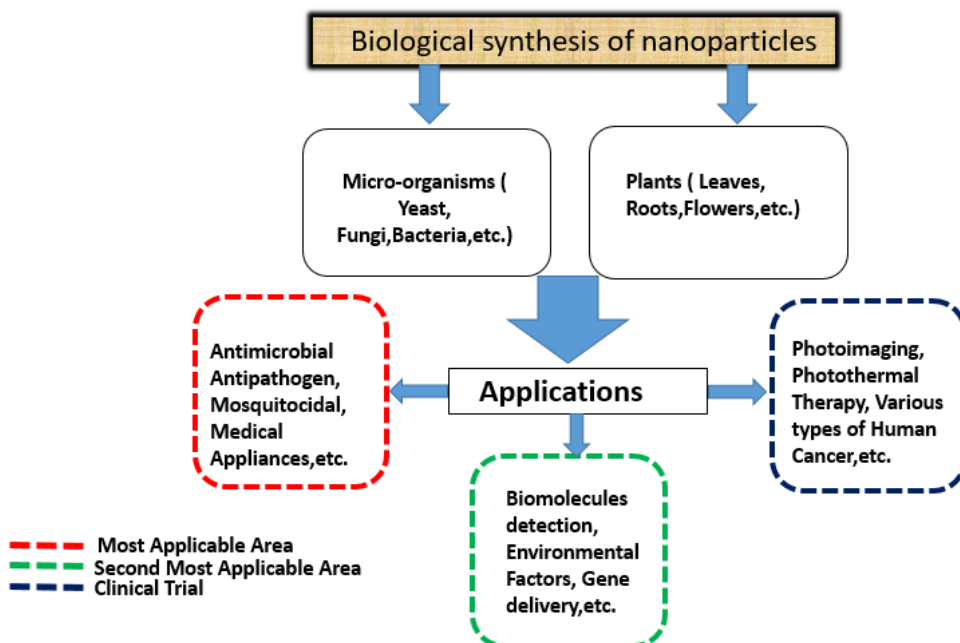 Biological synthesis of nanoparticles
Micro-organisms (
Yeast,
Fungi,Bacteria,etc.)
Plants ( Leaves,
Roots,Flowers,etc.)
Applications
Antimicrobial
Antipathogen,
Mosquitocidal,
Medical
Appliances,etc.
Photoimaging,
Photothermal
Therapy, Various
types of Human
Cancer,etc.
Biomolecules
detection,
Environmental
Factors, Gene
delivery,etc.
Most Applicable Area
Second Most Applicable Area
Clinical Trial